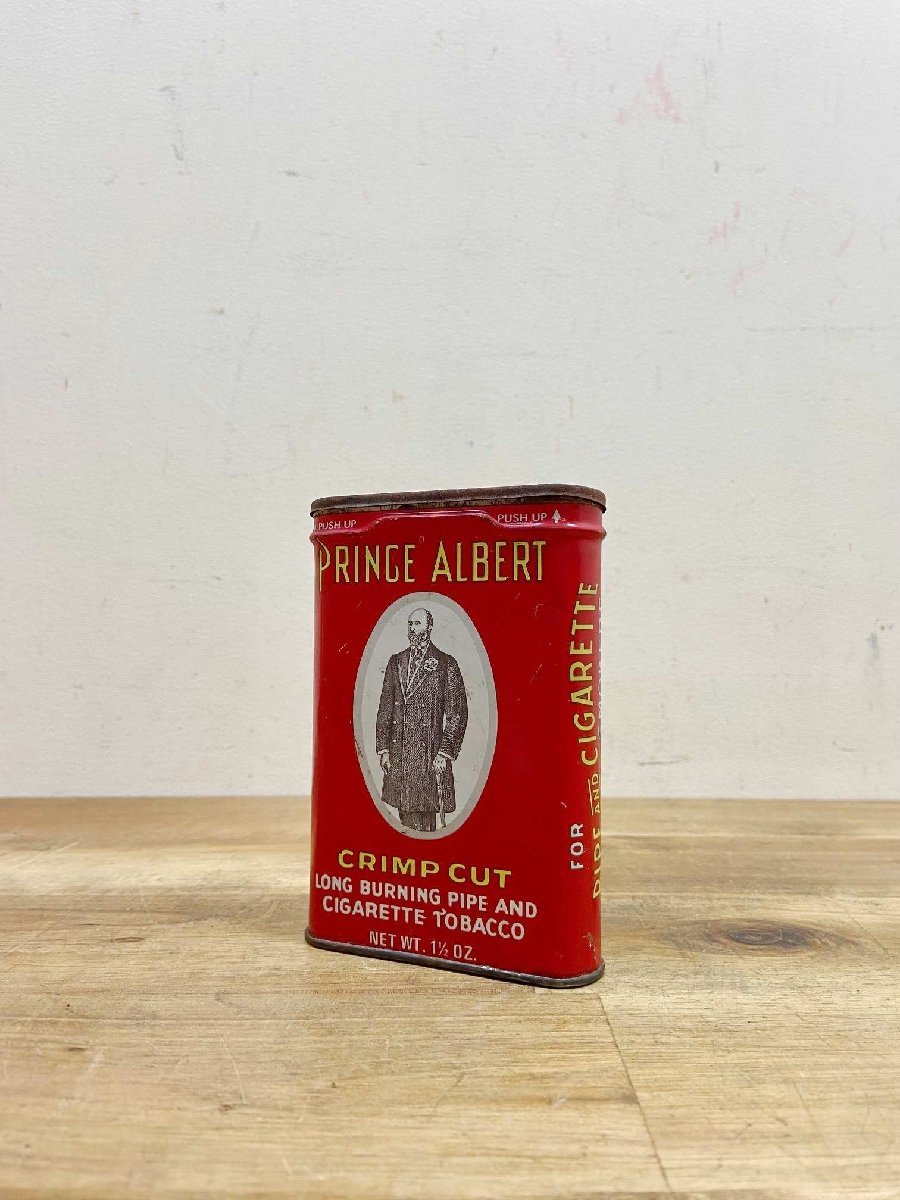 PUSH UP PUSH UP
PRINCE ALBERT
CRIMP CUT
LONG BURNING PIPE AND
CIGARETTE TOBACCO
NET WT. 1½ OZ.
FOR
PIPE AND CIGARETTE